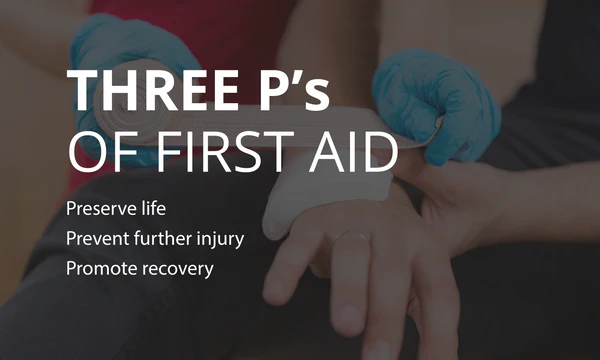 THREE P’s
OF FIRST AID
Preserve life
Prevent further injury
Promote recovery